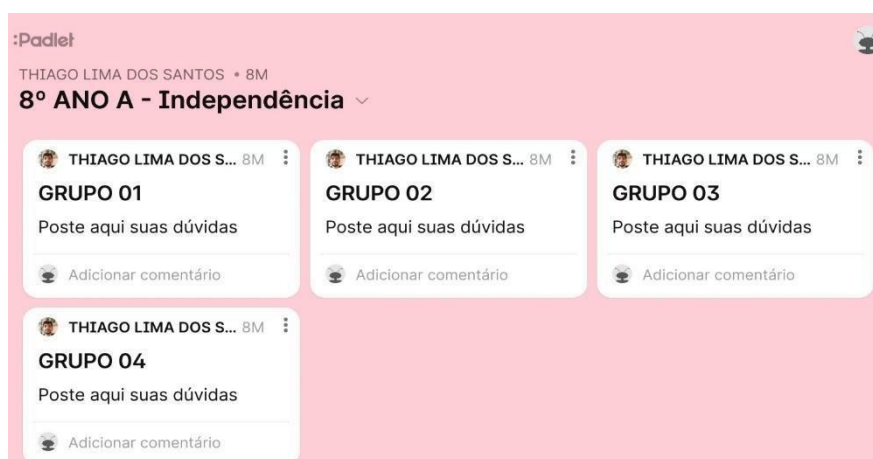 :Padlet
THIAGO LIMA DOS SANTOS • 8M
8º ANO A - Independência
THIAGO LIMA DOS S... 8M
GRUPO 01
Poste aqui suas dúvidas
Adicionar comentário
THIAGO LIMA DOS S... 8M
GRUPO 02
Poste aqui suas dúvidas
Adicionar comentário
THIAGO LIMA DOS S... 8M
GRUPO 03
Poste aqui suas dúvidas
Adicionar comentário
THIAGO LIMA DOS S... 8M
GRUPO 04
Poste aqui suas dúvidas
Adicionar comentário